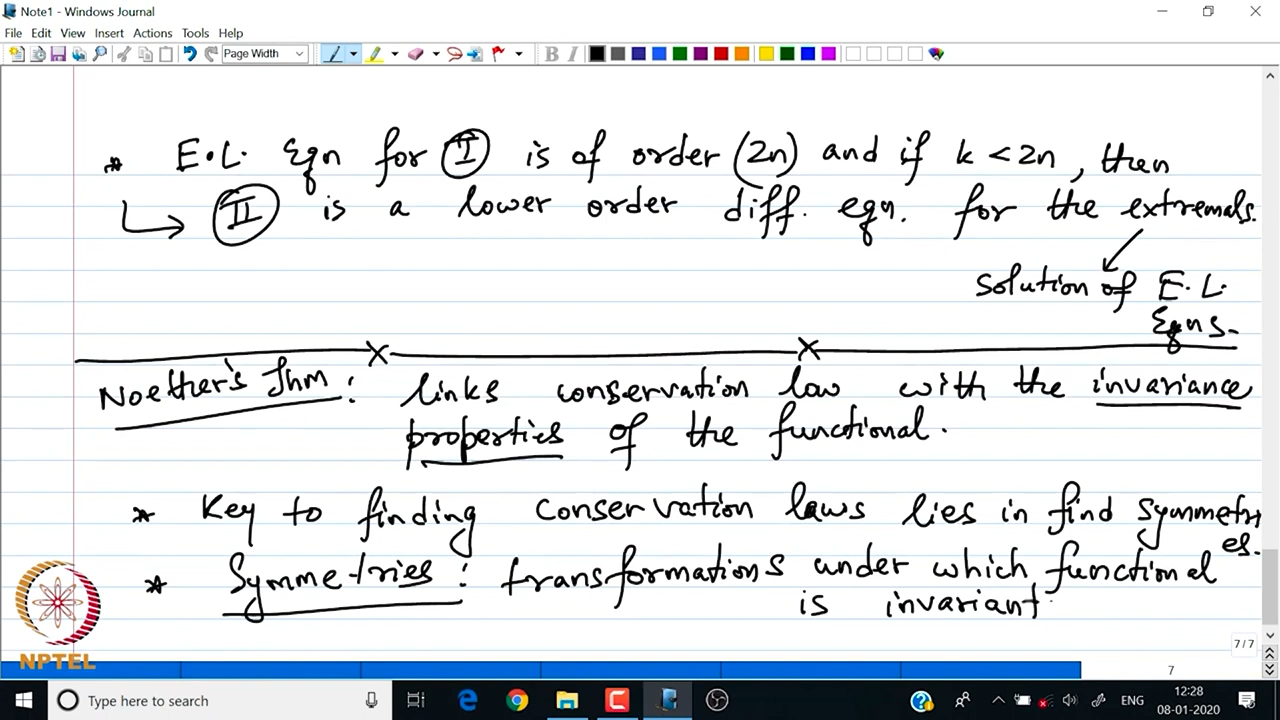 Note1 - Windows Journal
File Edit View Insert Actions Tools Help
Page Width B I
* E.L. Eqn for I is of order (2n) and if k < 2n, then
II is a lower order diff. eqn. for the extremals.
Solution of E.L.
Eqns.
Noether's Thm: links conservation law with the invariance
properties of the functional.
* Key to finding conservation laws lies in find symmetri
es.
* Symmetries: transformations under which functional
is invariant.
7/7
NPTEL
7
Type here to search
ENG
12:28
08-01-2020